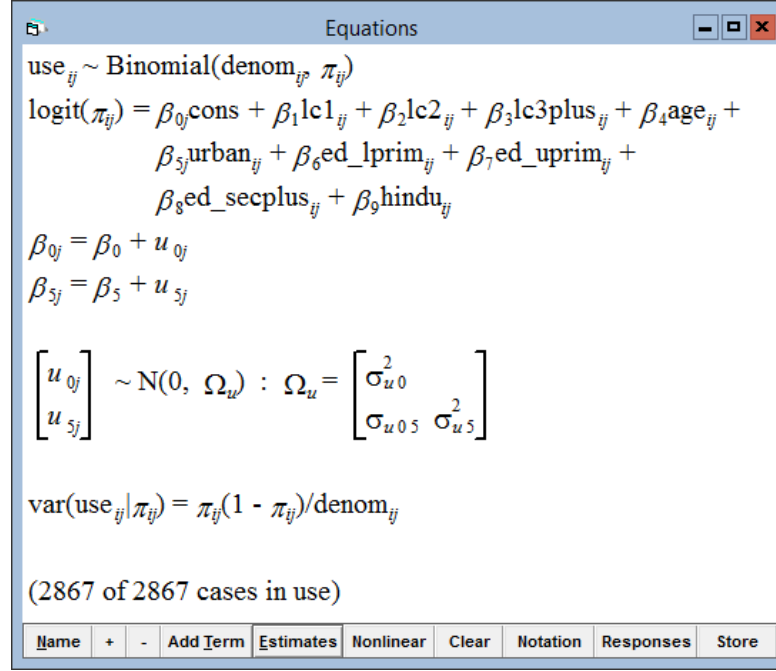 Equations
use_ij ~ Binomial(denom_ij, π_ij)
logit(π_ij) = β_0j cons + β_1 lc1_ij + β_2 lc2_ij + β_3 lc3plus_ij + β_4 age_ij +
β_5j urban_ij + β_6 ed_lprim_ij + β_7 ed_uprim_ij +
β_8 ed_secplus_ij + β_9 hindu_ij
β_0j = β_0 + u_0j
β_5j = β_5 + u_5j
[u_0j u_5j] ~ N(0, Ω_u) : Ω_u = [σ²_u0 σ_u05 σ²_u5]
var(use_ij|π_ij) = π_ij(1 - π_ij)/denom_ij
(2867 of 2867 cases in use)
Name + - Add Term Estimates Nonlinear Clear Notation Responses Store